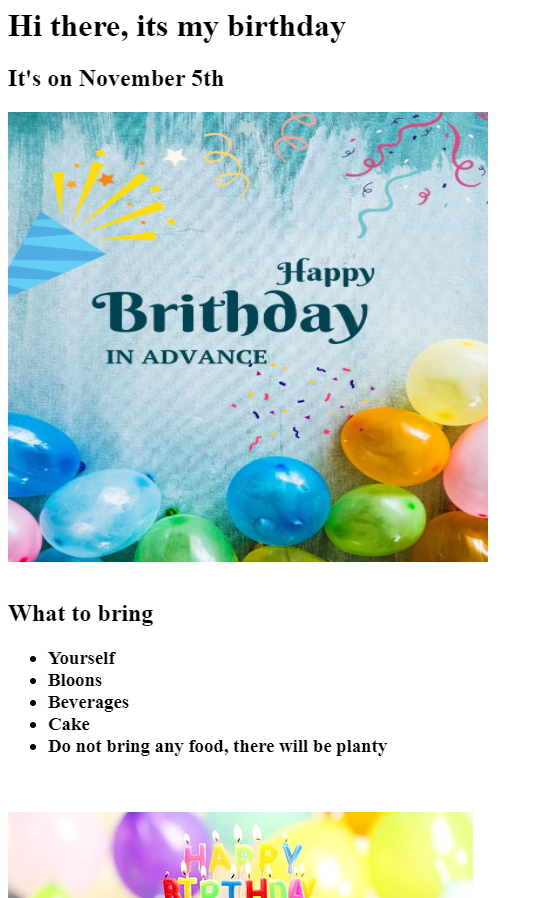 Hi there, its my birthday
It's on November 5th
Happy
Brithday
IN ADVANCE
What to bring
Yourself
Bloons
Beverages
Cake
Do not bring any food, there will be planty
HAPPY
BIRTHDAY